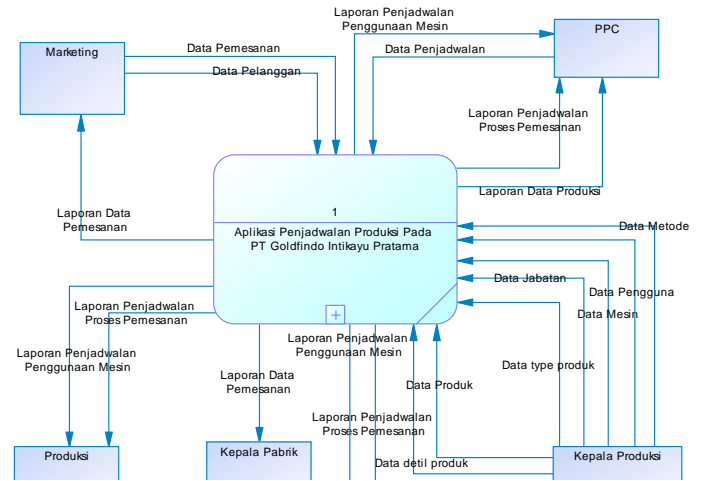 Laporan Penjadwalan
Penggunaan Mesin
PPC
Marketing
Data Pemesanan
Data Penjadwalan
Data Pelanggan
Laporan Penjadwalan
Proses Pemesanan
Laporan Data Produksi
1
Aplikasi Penjadwalan Produksi Pada
PT Goldfindo Intikayu Pratama
Laporan Data
Pemesanan
Data Metode
Data Jabatan
Data Pengguna
Data Mesin
Laporan Penjadwalan
Proses Pemesanan
Laporan Penjadwalan
Penggunaan Mesin
Laporan Penjadwalan
Penggunaan Mesin
Laporan Data
Pemesanan
Data type produk
Data Produk
Laporan Penjadwalan
Proses Pemesanan
Data detil produk
Produksi
Kepala Pabrik
Kepala Produksi